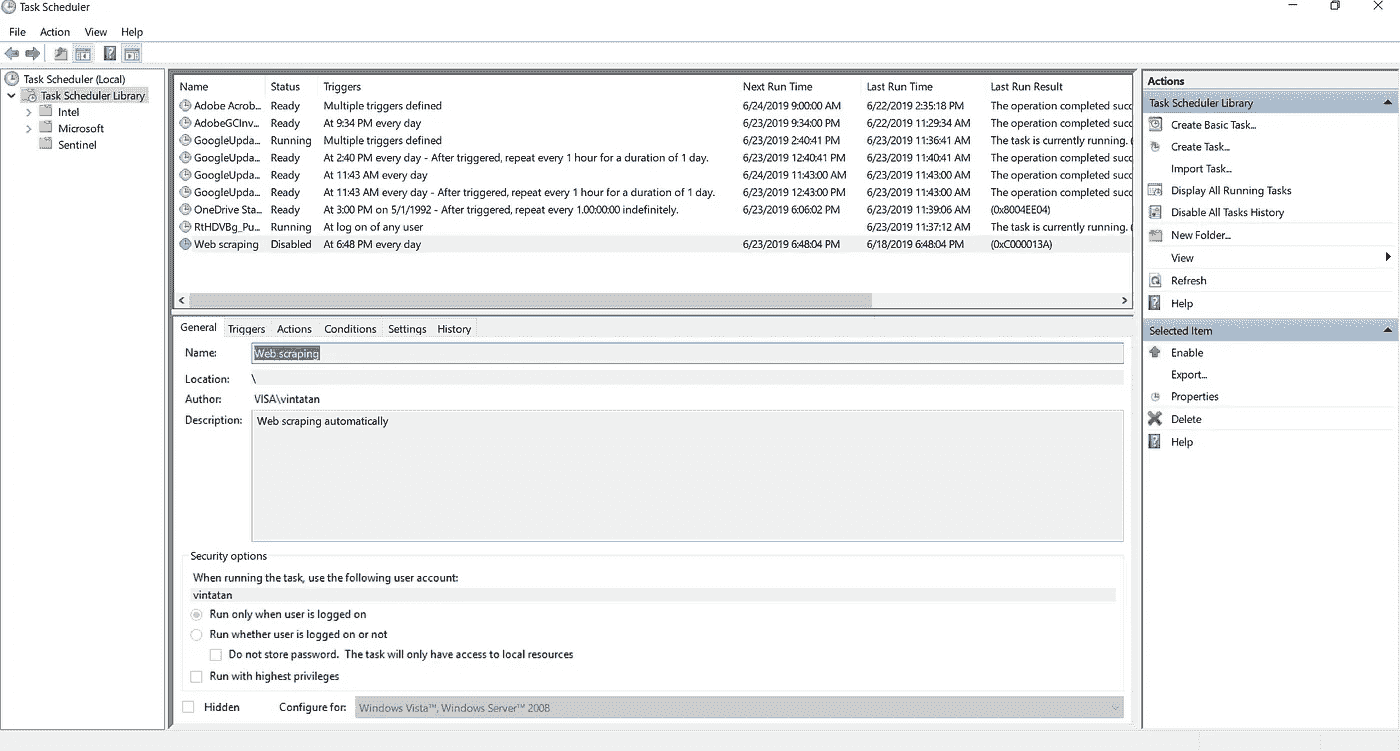 Task Scheduler
File Action View Help
Task Scheduler (Local)
Task Scheduler Library
Intel
Microsoft
Sentinel
Name Status Triggers Next Run Time Last Run Time Last Run Result
Adobe Acrob... Ready Multiple triggers defined 6/24/2019 9:00:00 AM 6/22/2019 2:35:18 PM The operation completed succ
AdobeGCInv... Ready At 9:34 PM every day 6/23/2019 9:34:00 PM 6/22/2019 11:29:34 AM The operation completed succ
GoogleUpda... Running Multiple triggers defined 6/23/2019 2:40:41 PM 6/23/2019 11:36:41 AM The task is currently running. (
GoogleUpda... Ready At 2:40 PM every day - After triggered, repeat every 1 hour for a duration of 1 day. 6/23/2019 12:40:41 PM 6/23/2019 11:40:41 AM The operation completed succ
GoogleUpda... Ready At 11:43 AM every day 6/24/2019 11:43:00 AM 6/23/2019 11:43:00 AM The operation completed succ
GoogleUpda... Ready At 11:43 AM every day - After triggered, repeat every 1 hour for a duration of 1 day. 6/23/2019 12:43:00 PM 6/23/2019 11:43:00 AM The operation completed succ
OneDrive Sta... Ready At 3:00 PM on 5/1/1992 - After triggered, repeat every 1.00:00:00 indefinitely. 6/23/2019 6:06:02 PM 6/23/2019 11:39:06 AM (0x8004EE04)
RtHDVBg_Pu... Running At log on of any user 6/23/2019 11:37:12 AM The task is currently running. (
Web scraping Disabled At 6:48 PM every day 6/23/2019 6:48:04 PM 6/18/2019 6:48:04 PM (0xC000013A)
General Triggers Actions Conditions Settings History
Name: Web scraping
Location: \
Author: VISA\vintatan
Description: Web scraping automatically
Security options
When running the task, use the following user account:
vintatan
Run only when user is logged on
Run whether user is logged on or not
Do not store password. The task will only have access to local resources
Run with highest privileges
Hidden Configure for: Windows Vista™, Windows Server™ 2008
Actions
Task Scheduler Library
Create Basic Task...
Create Task...
Import Task...
Display All Running Tasks
Disable All Tasks History
New Folder...
View
Refresh
Help
Selected Item
Enable
Export...
Properties
Delete
Help